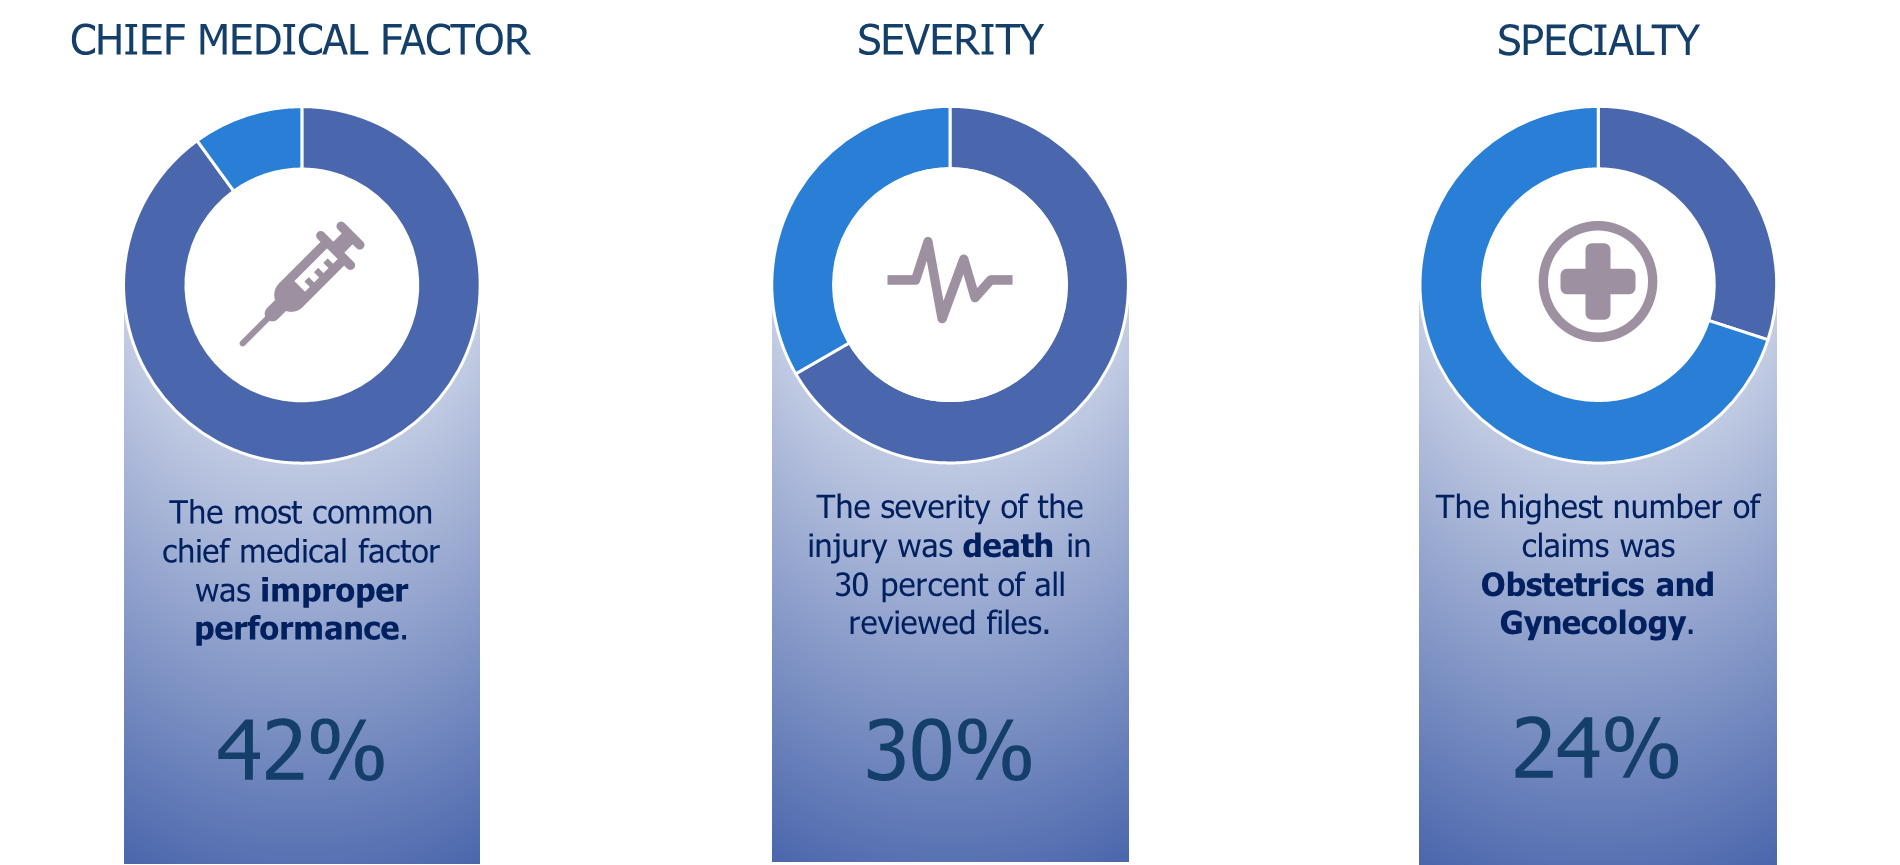 CHIEF MEDICAL FACTOR
The most common
chief medical factor
was improper
performance.
42%
SEVERITY
The severity of the
injury was death in
30 percent of all
reviewed files.
30%
SPECIALTY
The highest number of
claims was
Obstetrics and
Gynecology.
24%